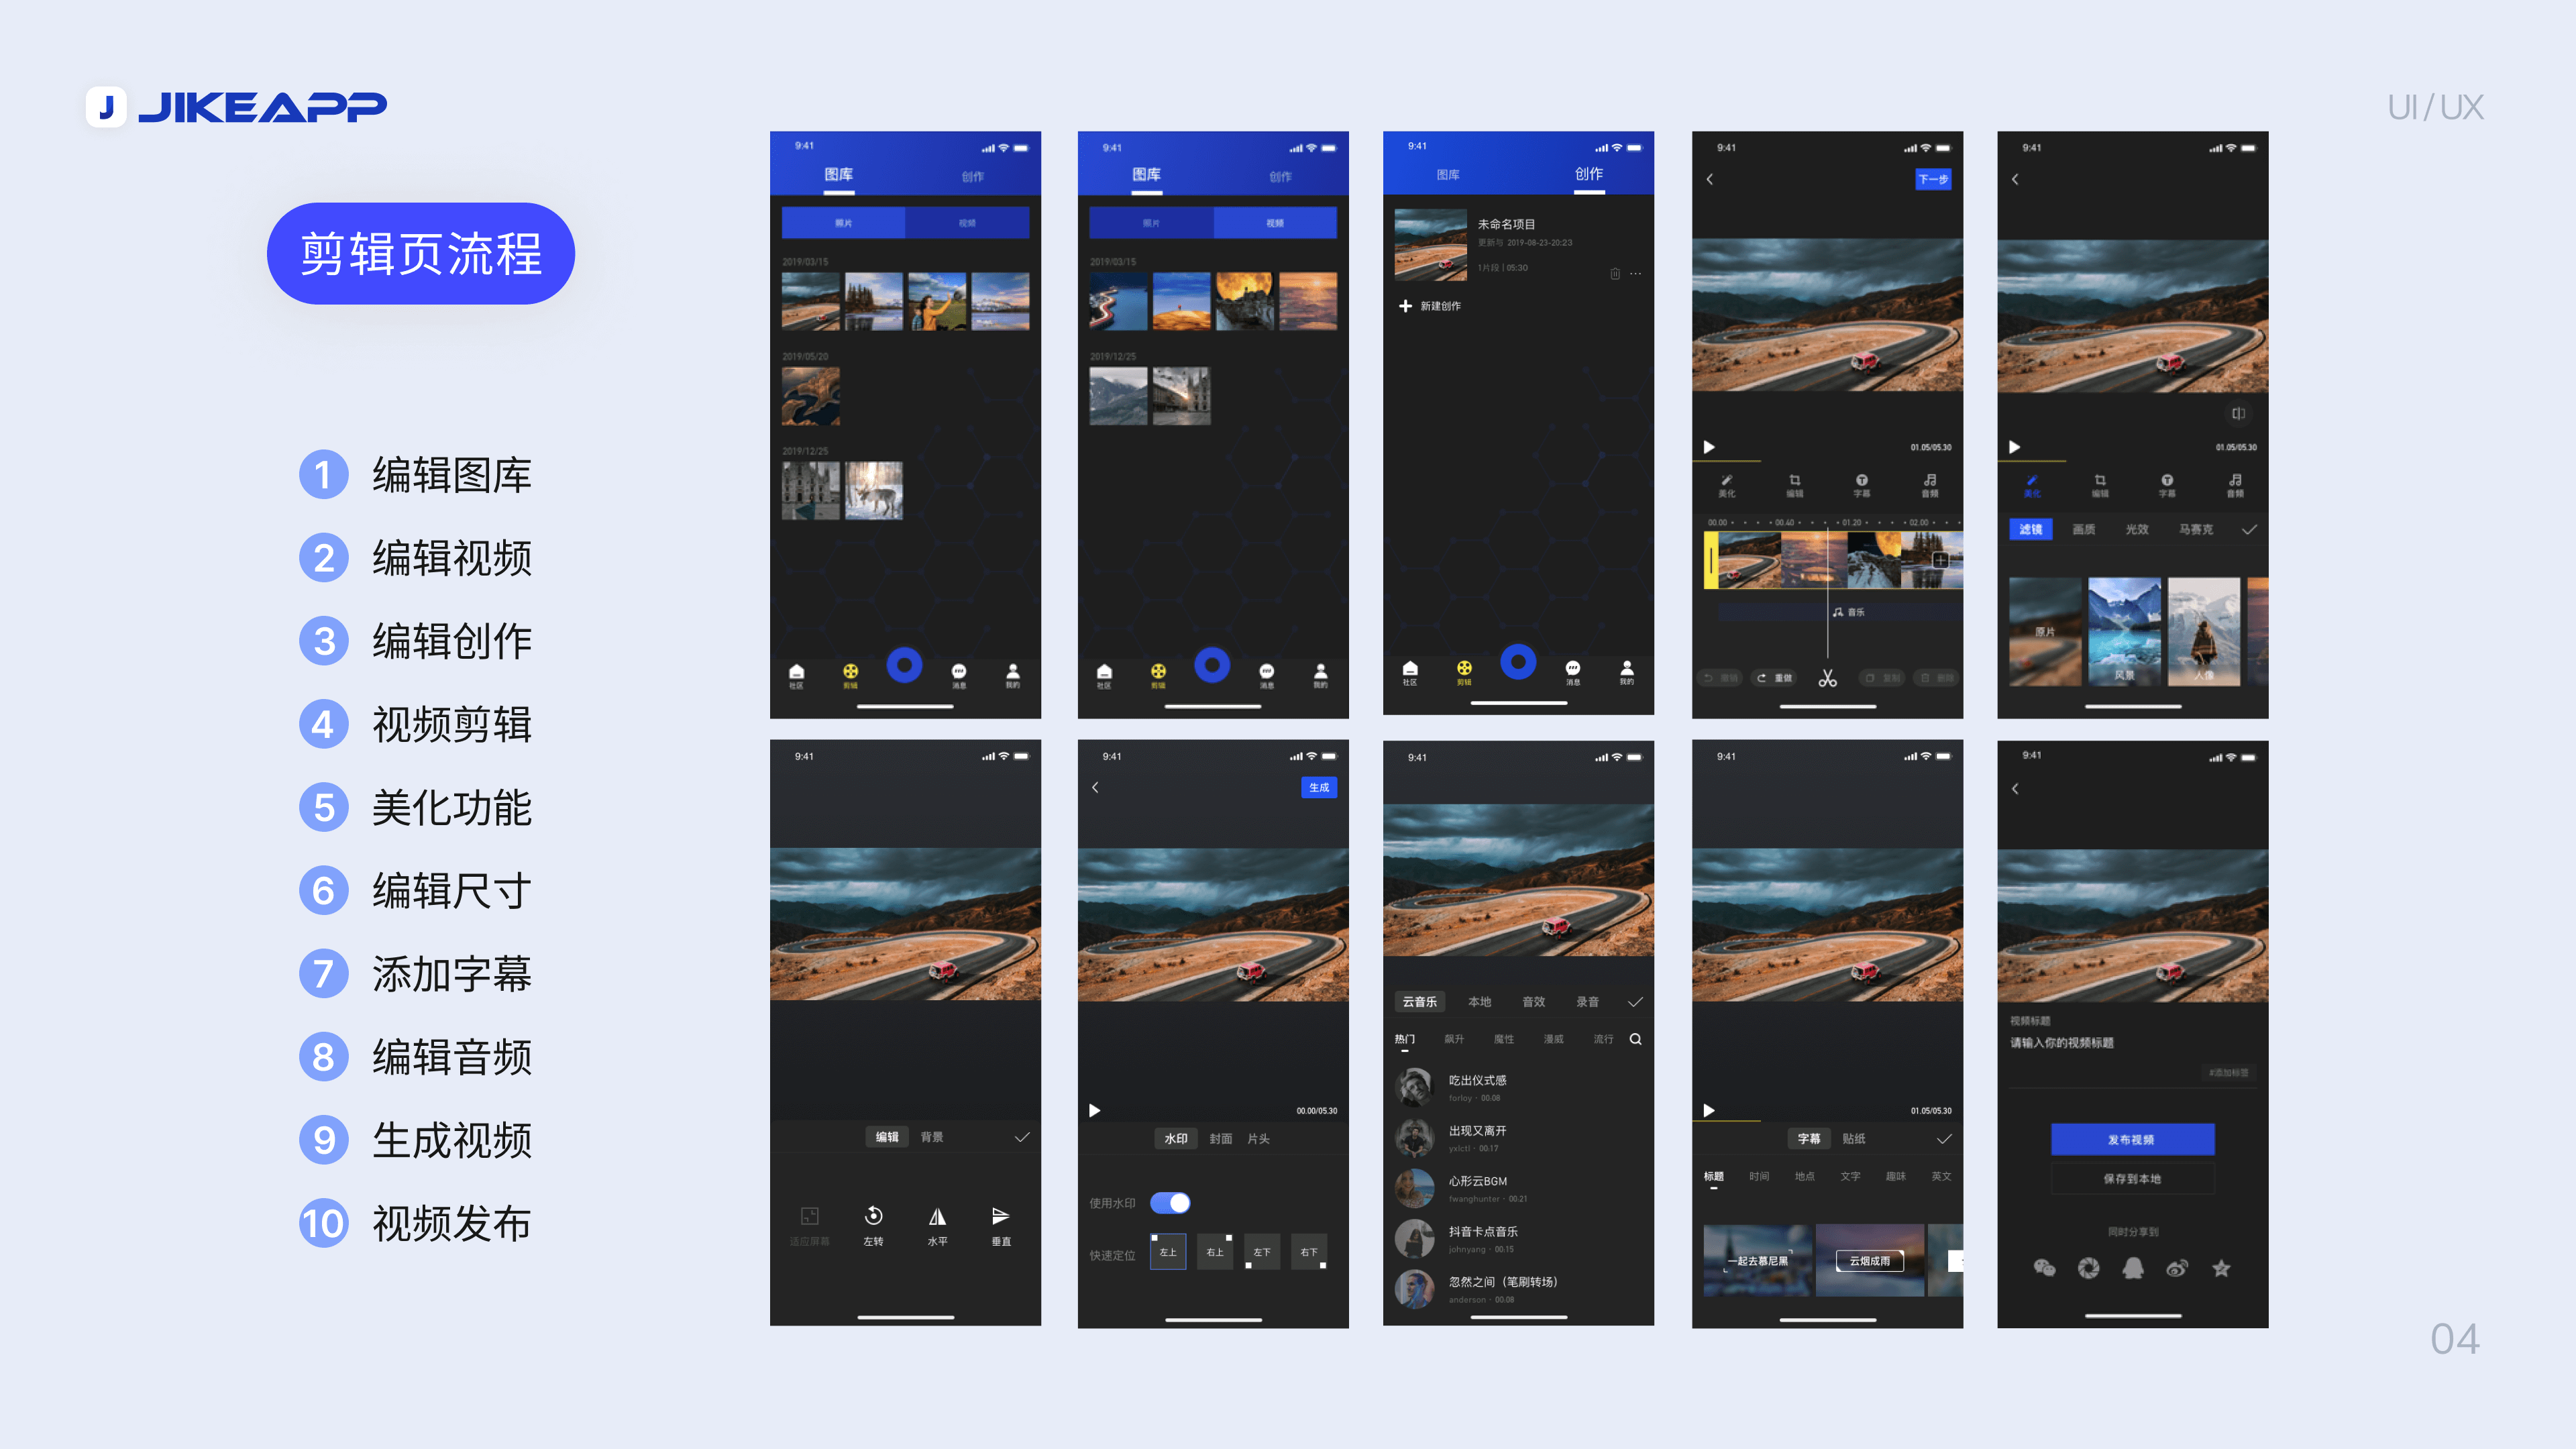 J JIKEAPP
UI/UX
剪辑页流程
1 编辑图库
2 编辑视频
3 编辑创作
4 视频剪辑
5 美化功能
6 编辑尺寸
7 添加字幕
8 编辑音频
9 生成视频
10 视频发布
9:41
图库 创作
照片 视频
2019/03/15
2019/05/20
2019/12/25
社区 剪辑 消息 我的
9:41
图库 创作
照片 视频
2019/03/15
2019/12/25
社区 剪辑 消息 我的
9:41
图库 创作
未命名项目
更新与 2019-08-23-20:23
1片段 | 05:30
新建创作
社区 剪辑 消息 我的
9:41
下一步
01.05/05.30
美化 编辑 字幕 音频
00.00 00.40 01.20 02.00
音乐
撤销 重做 复制 删除
9:41
01.05/05.30
美化 编辑 字幕 音频
滤镜 画质 光效 马赛克
原片 风景 人像
9:41
编辑 背景
适应屏幕 左转 水平 垂直
9:41
生成
00.00/05.30
水印 封面 片头
使用水印
快速定位 左上 右上 左下 右下
9:41
云音乐 本地 音效 录音
热门 飙升 魔性 漫威 流行
吃出仪式感
forloy · 00.08
出现又离开
yxlctl · 00.17
心形云BGM
fwanghunter · 00.21
抖音卡点音乐
johnyang · 00.15
忽然之间（笔刷转场）
anderson · 00.08
9:41
01.05/05.30
字幕 贴纸
标题 时间 地点 文字 趣味 英文
一起去慕尼黑 云烟成雨
9:41
视频标题
请输入你的视频标题
#添加标签
发布视频
保存到本地
同时分享到
04